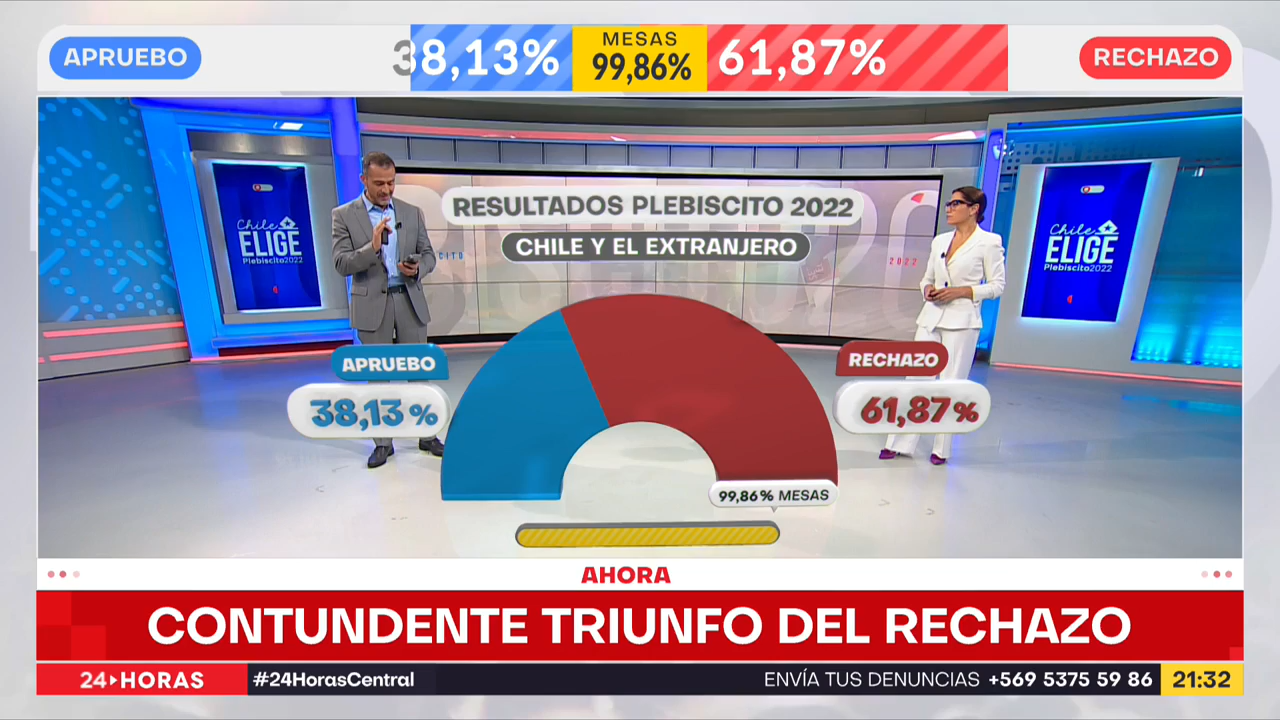 APRUEBO
38,13%
MESAS
99,86%
61,87%
RECHAZO
RESULTADOS PLEBISCITO 2022
CHILE Y EL EXTRANJERO
Chile
ELIGE
Plebiscito2022
Chile
ELIGE
Plebiscito2022
2022
APRUEBO
38,13%
RECHAZO
61,87%
99,86% MESAS
AHORA
CONTUNDENTE TRIUNFO DEL RECHAZO
24 HORAS
#24HorasCentral
ENVÍA TUS DENUNCIAS +569 5375 59 86
21:32